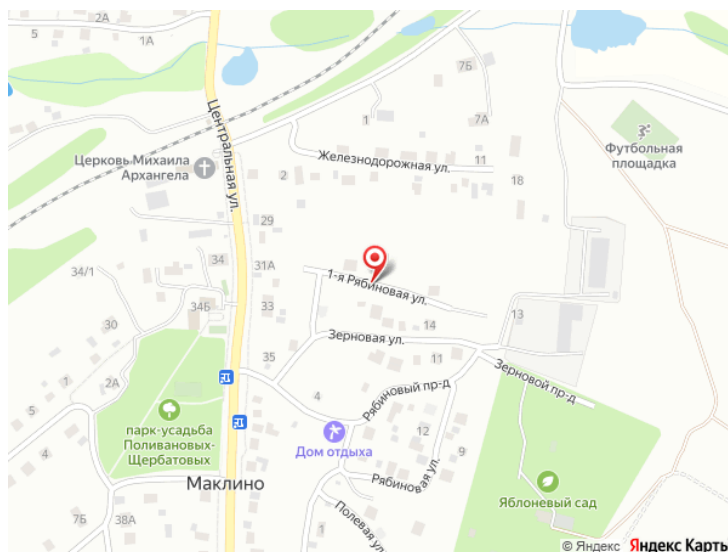 2А
5
1А
7Б
Центральная ул.
1
7А
Церковь Михаила
Архангела
Железнодорожная ул.
11
2
18
Футбольная
площадка
29
34/1
34
31А
1-я Рябиновая ул.
34Б
33
13
30
14
Зерновая ул.
35
11
Зерновой пр-д
1
2А
4
Рябиновый пр-д
5
парк-усадьба
Поливановых-
Щербатовых
12
Дом отдыха
9
Рябиновая ул.
Маклино
Яблоневый сад
Полевая ул.
7Б
38А
1
© Яндекс Яндекс Карты